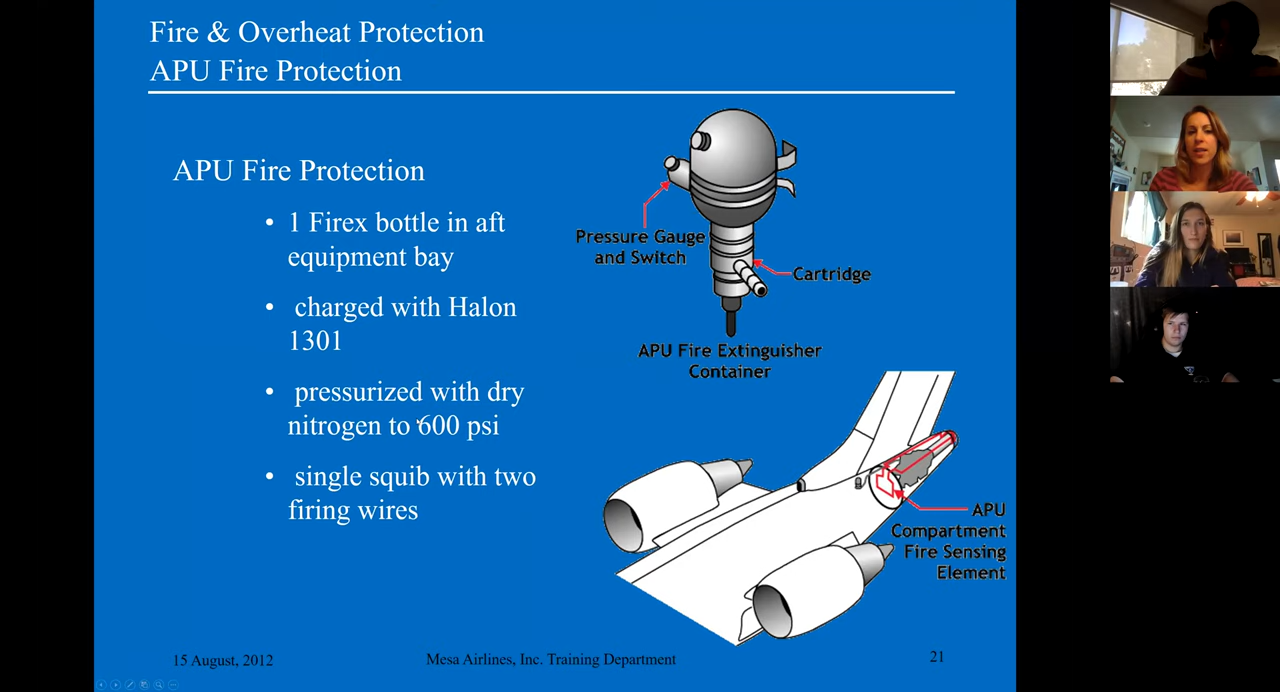 Fire & Overheat Protection
APU Fire Protection
APU Fire Protection
• 1 Firex bottle in aft
equipment bay
• charged with Halon
1301
• pressurized with dry
nitrogen to 600 psi
• single squib with two
firing wires
Pressure Gauge
and Switch
Cartridge
APU Fire Extinguisher
Container
APU
Compartment
Fire Sensing
Element
15 August, 2012
Mesa Airlines, Inc. Training Department
21